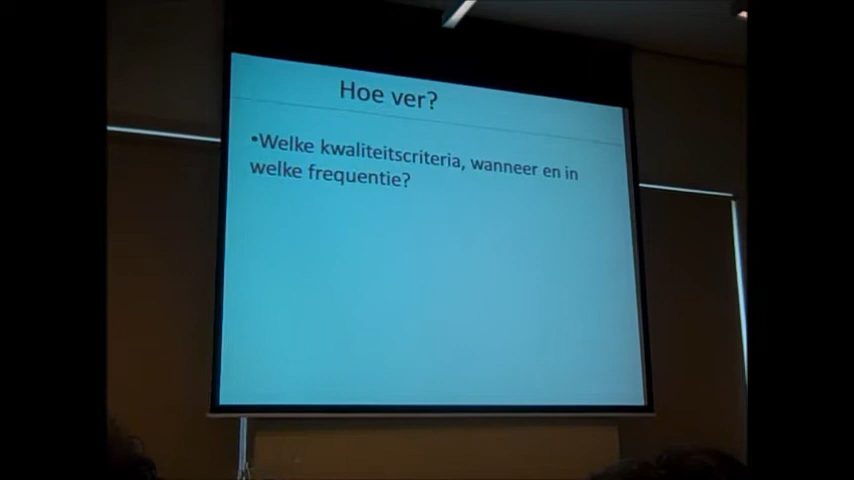 Hoe ver?
•Welke kwaliteitscriteria, wanneer en in
welke frequentie?